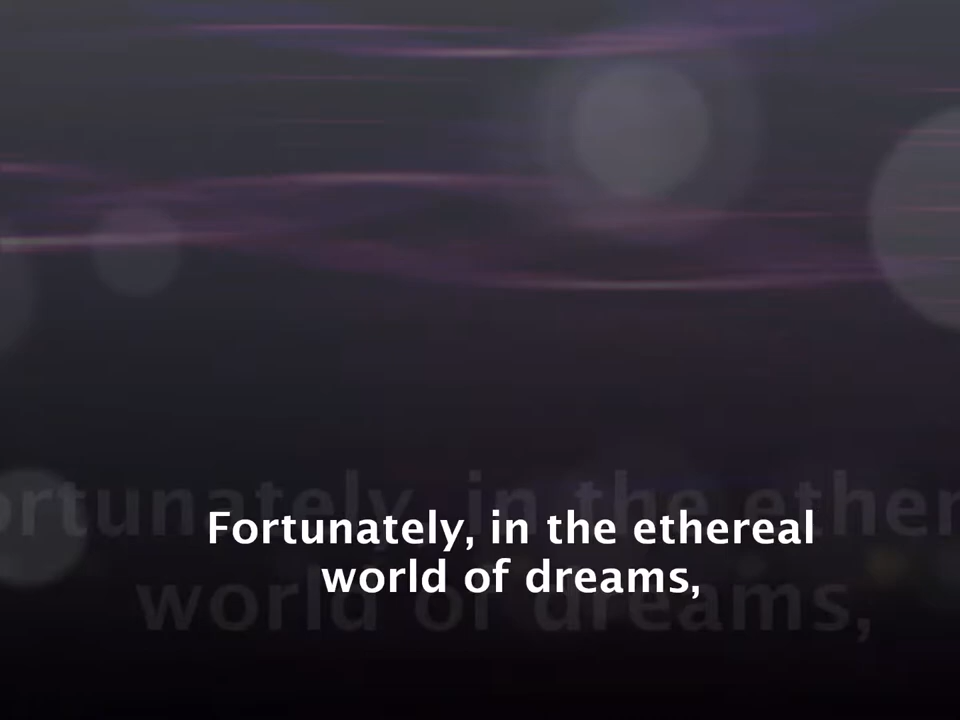 Fortunately, in the ethereal
world of dreams,